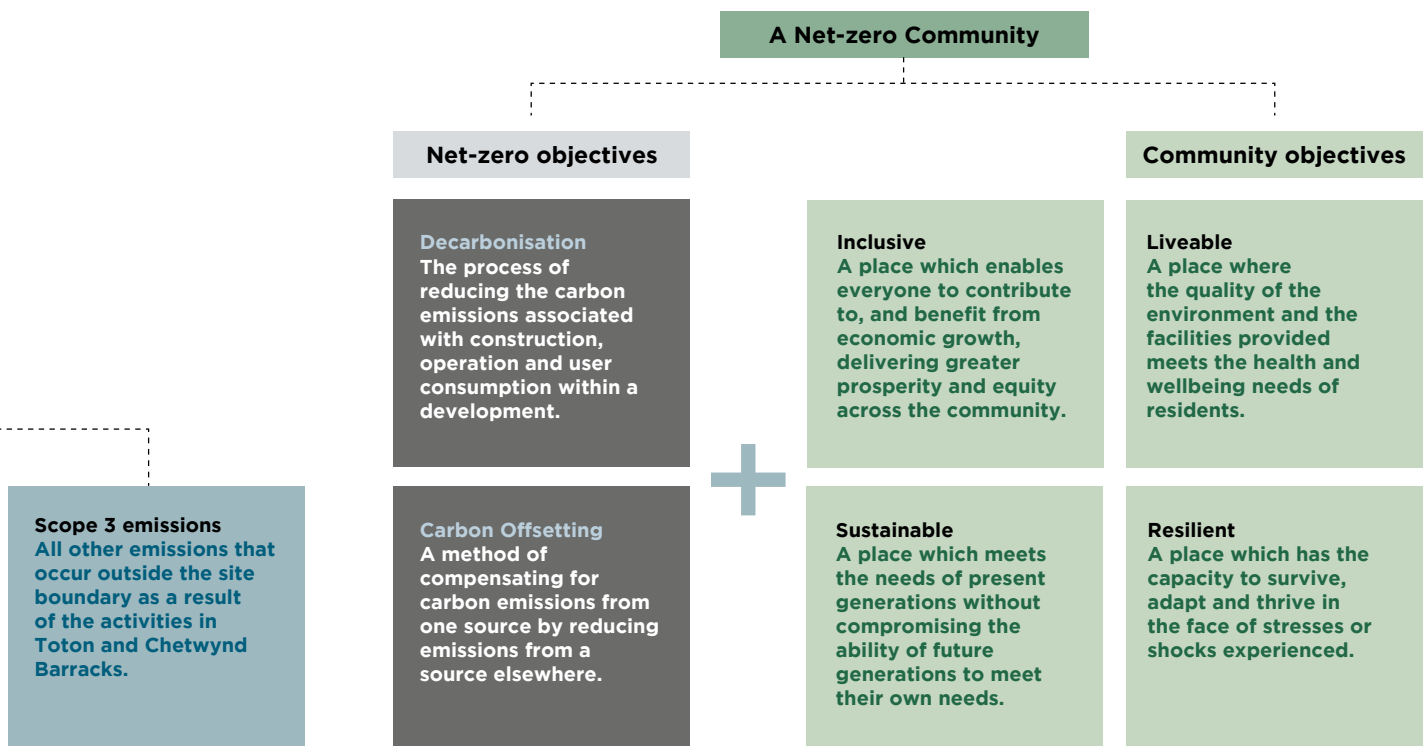 A Net-zero Community
Net-zero objectives
Community objectives
Decarbonisation
The process of
reducing the carbon
emissions associated
with construction,
operation and user
consumption within a
development.
Inclusive
A place which enables
everyone to contribute
to, and benefit from
economic growth,
delivering greater
prosperity and equity
across the community.
Liveable
A place where
the quality of the
environment and the
facilities provided
meets the health and
wellbeing needs of
residents.
Scope 3 emissions
All other emissions that
occur outside the site
boundary as a result
of the activities in
Toton and Chetwynd
Barracks.
Carbon Offsetting
A method of
compensating for
carbon emissions from
one source by reducing
emissions from a
source elsewhere.
+
Sustainable
A place which meets
the needs of present
generations without
compromising the
ability of future
generations to meet
their own needs.
Resilient
A place which has the
capacity to survive,
adapt and thrive in
the face of stresses or
shocks experienced.